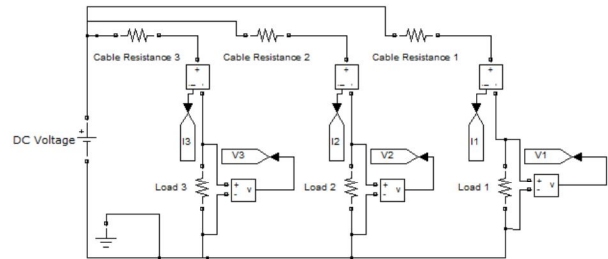 Cable Resistance 3
Cable Resistance 2
Cable Resistance 1
+
-
i
+
-
i
+
-
i
DC Voltage
+
I3
I2
I1
V3
V2
V1
Load 3
+
-
v
Load 2
+
-
v
Load 1
+
-
v